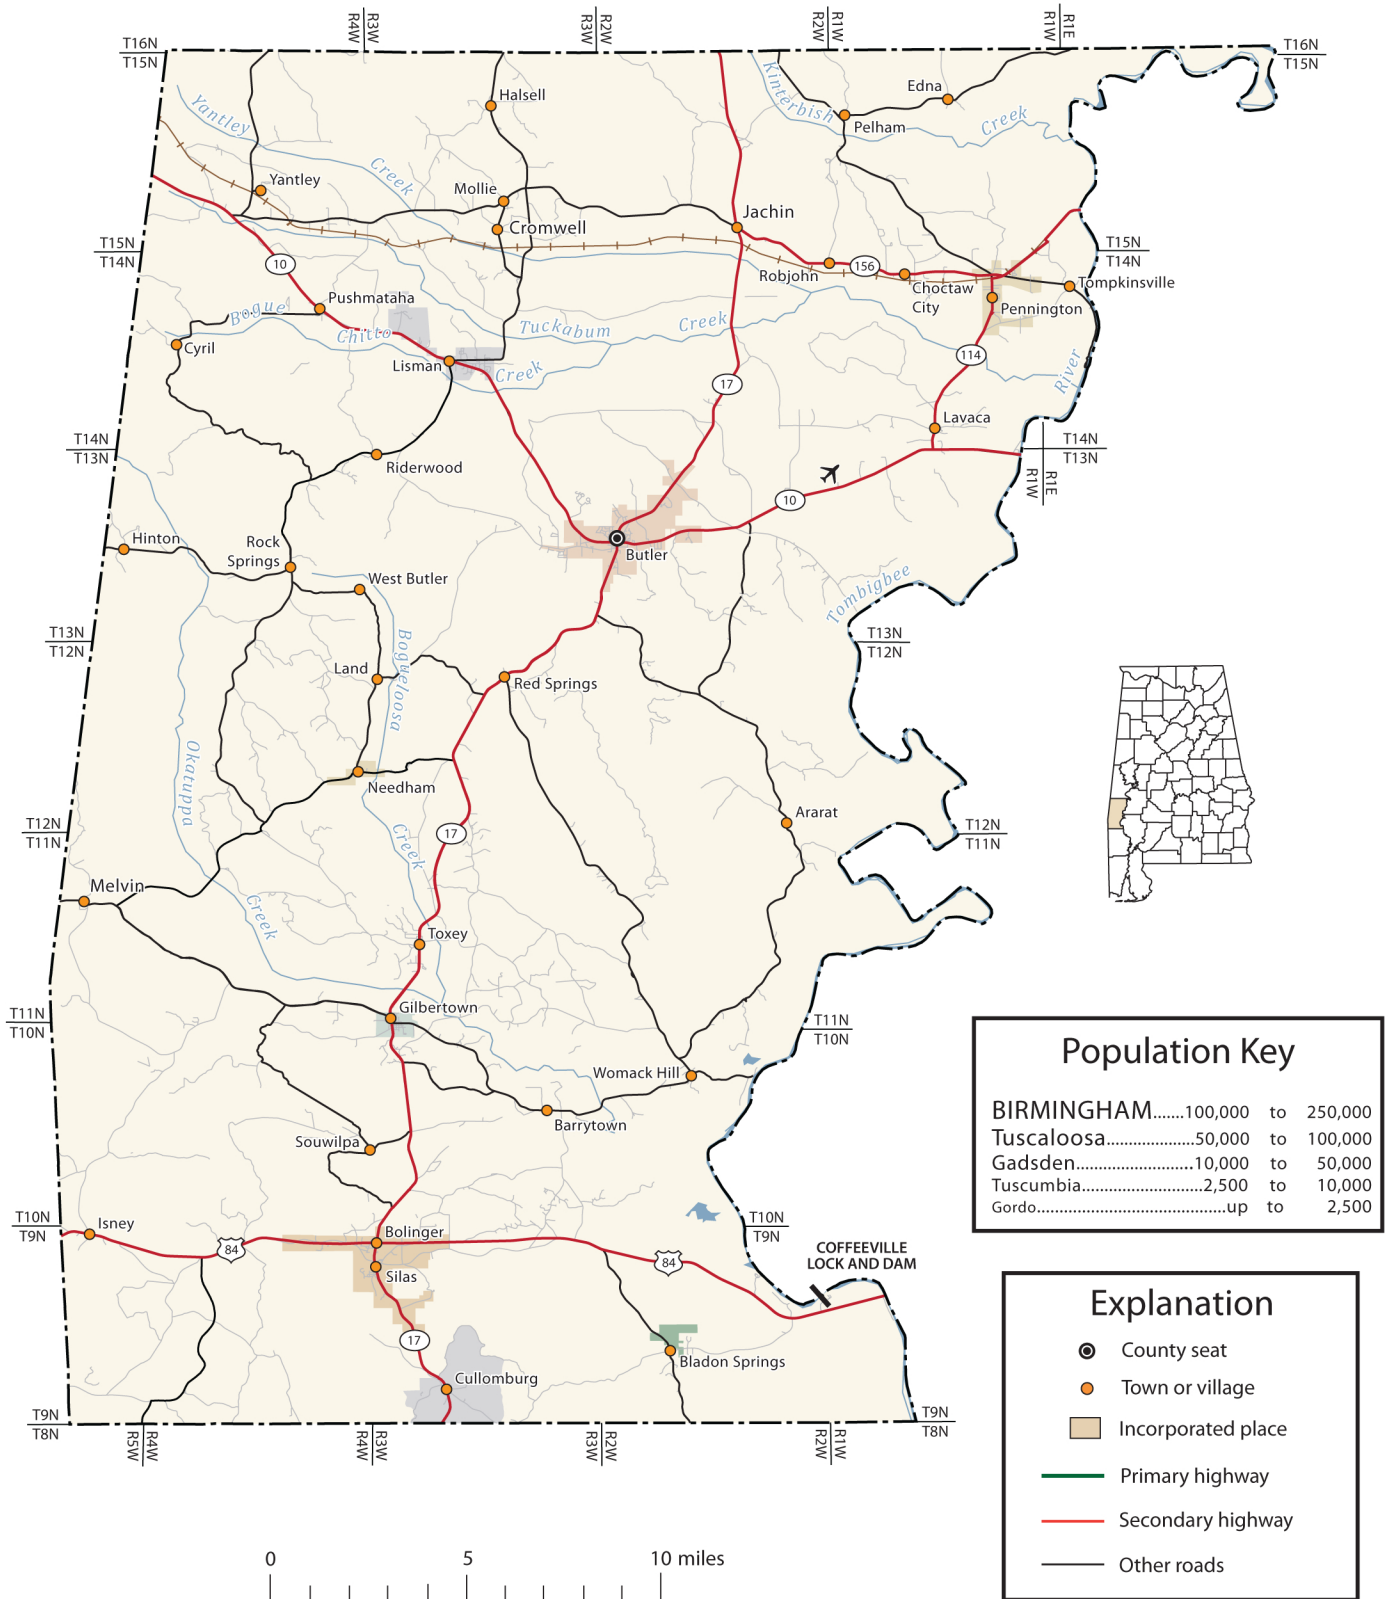 R4W
R3W
R3W
R2W
R2W
R1W
R1W
R1E
T16N
T15N
T16N
T15N
Kinterbish
Creek
Edna
Pelham
Halsell
Yantley
Creek
Yantley
Mollie
Cromwell
Jachin
T15N
T14N
T15N
T14N
10
Robjohn
156
Choctaw
City
Tompkinsville
Pennington
Pushmataha
Bogue
Chitto
Creek
Tuckabum
Creek
Cyril
Lisman
114
River
17
Lavaca
T14N
T13N
T14N
T13N
R1W
R1E
Riderwood
10
Hinton
Rock
Springs
Butler
West Butler
Tombigbee
T13N
T12N
T13N
T12N
Land
Bogueloosa
Red Springs
Okatuppa
Needham
Ararat
T12N
T11N
17
T12N
T11N
Creek
Melvin
Creek
Toxey
Gilbertown
T11N
T10N
T11N
T10N
Womack Hill
Barrytown
Souwilpa
T10N
T9N
Isney
Bolinger
T10N
T9N
84
84
COFFEEVILLE
LOCK AND DAM
Silas
17
Bladon Springs
Cullomburg
T9N
T8N
T9N
T8N
R5W
R4W
R4W
R3W
R3W
R2W
R2W
R1W
Population Key
BIRMINGHAM.......100,000 to 250,000
Tuscaloosa.....................50,000 to 100,000
Gadsden............................10,000 to 50,000
Tuscumbia.............................2,500 to 10,000
Gordo.............................................up to 2,500
Explanation
County seat
Town or village
Incorporated place
Primary highway
Secondary highway
Other roads
0 5 10 miles